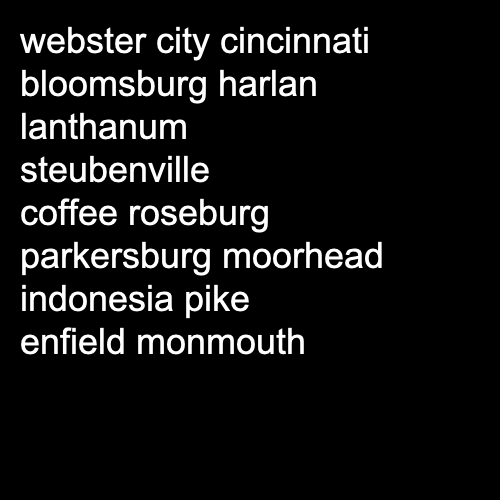 webster city cincinnati
bloomsburg harlan
lanthanum
steubenville
coffee roseburg
parkersburg moorhead
indonesia pike
enfield monmouth